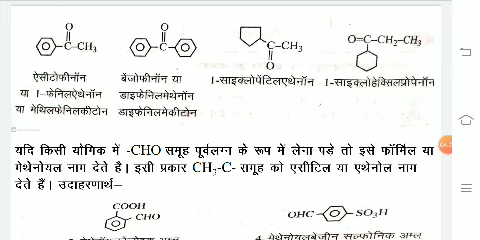 O
C-CH₃
O
C
C-CH₃
O
O=C-CH₂-CH₃
ऐसीटोफीनॉन
या 1-फेनिलऐथेनॉन
या मेथिलफेनिलकीटोन
बेंजोफीनॉन या
डाइफेनिलमेथेनॉन
डाइफेनिलमेकीटोन
1-साइक्लोपेंटिलएथेनॉन
1-साइक्लोहेक्सिलप्रोपेनॉन
यदि किसी यौगिक में -CHO समूह पूर्वलग्न के रूप में लेना पड़े तो इसे फॉर्मिल या
मेथेनोयल नाम देते है। इसी प्रकार CH₃-C- समूह को एसीटिल या एथेनोल नाम
देते हैं। उदाहरणार्थ–
COOH
CHO
OHC
SO₃H
4-मेथेनोयलबेंजीन सल्फोनिक अम्ल